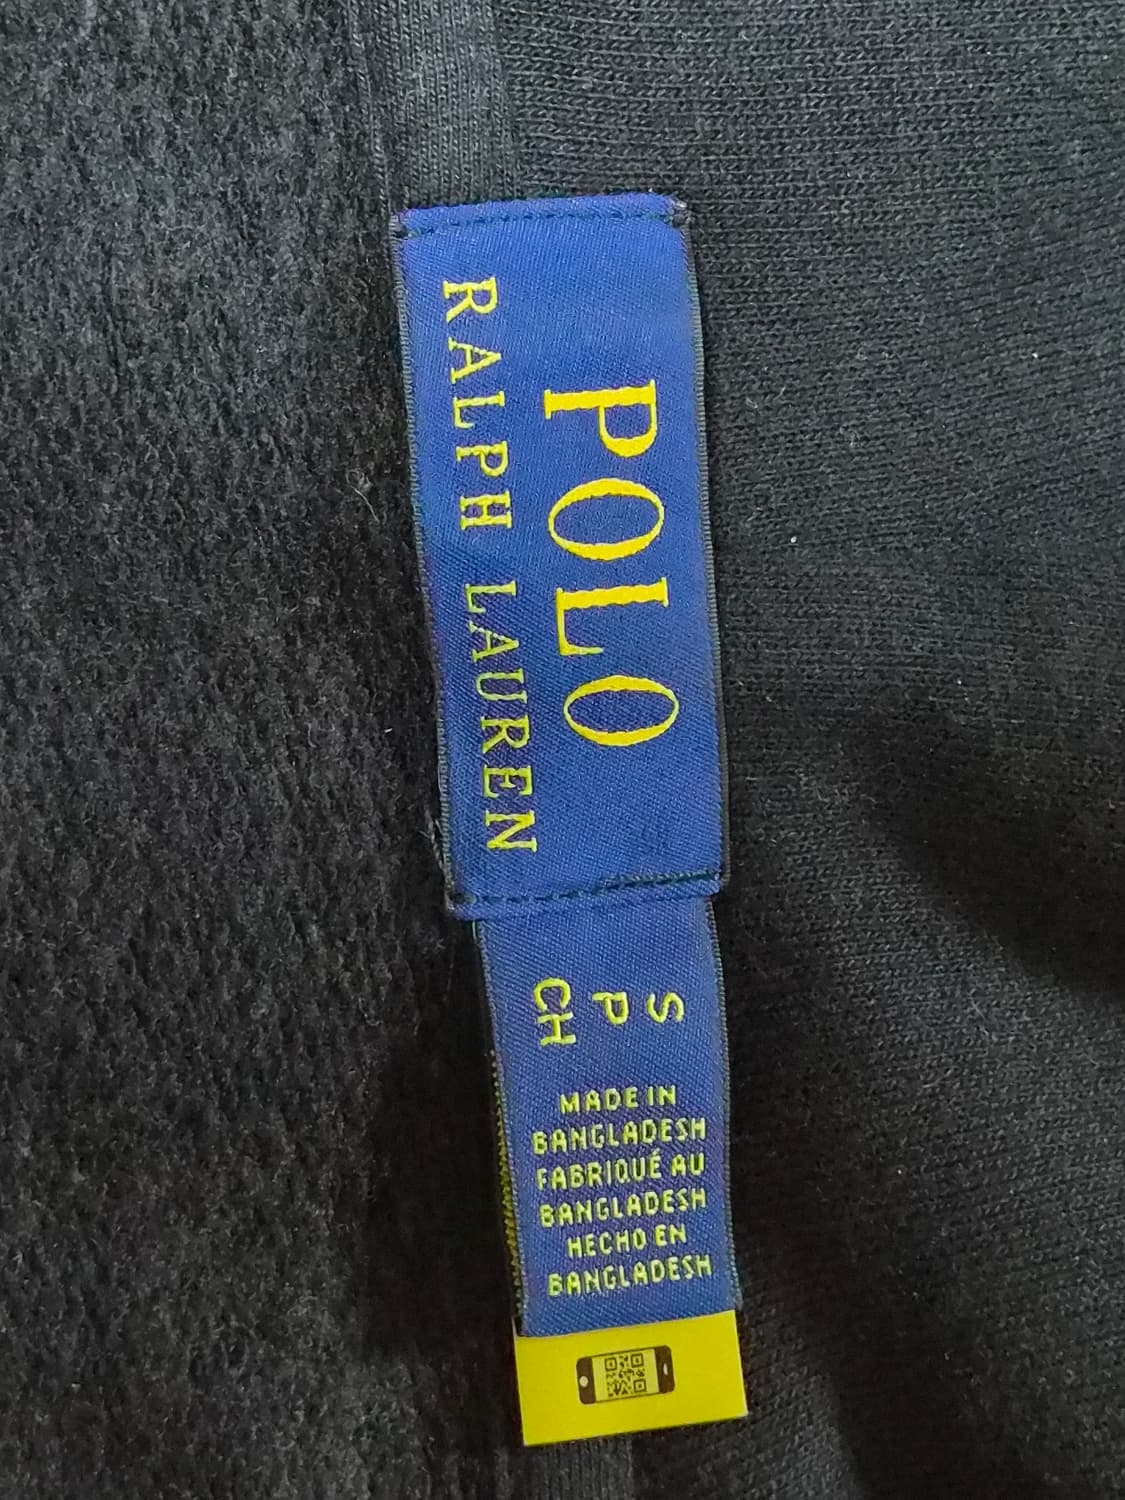 POLO
RALPH LAUREN
S
P
CH
MADE IN
BANGLADESH
FABRIQUÉ AU
BANGLADESH
HECHO EN
BANGLADESH